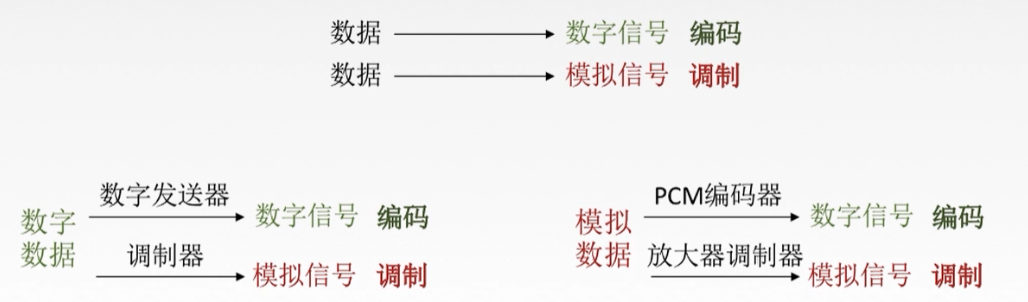 数据 数字信号 编码
数据 模拟信号 调制
数字发送器
数字
数据
数字信号 编码
调制器
模拟信号 调制
PCM编码器
模拟
数据
数字信号 编码
放大器调制器
模拟信号 调制